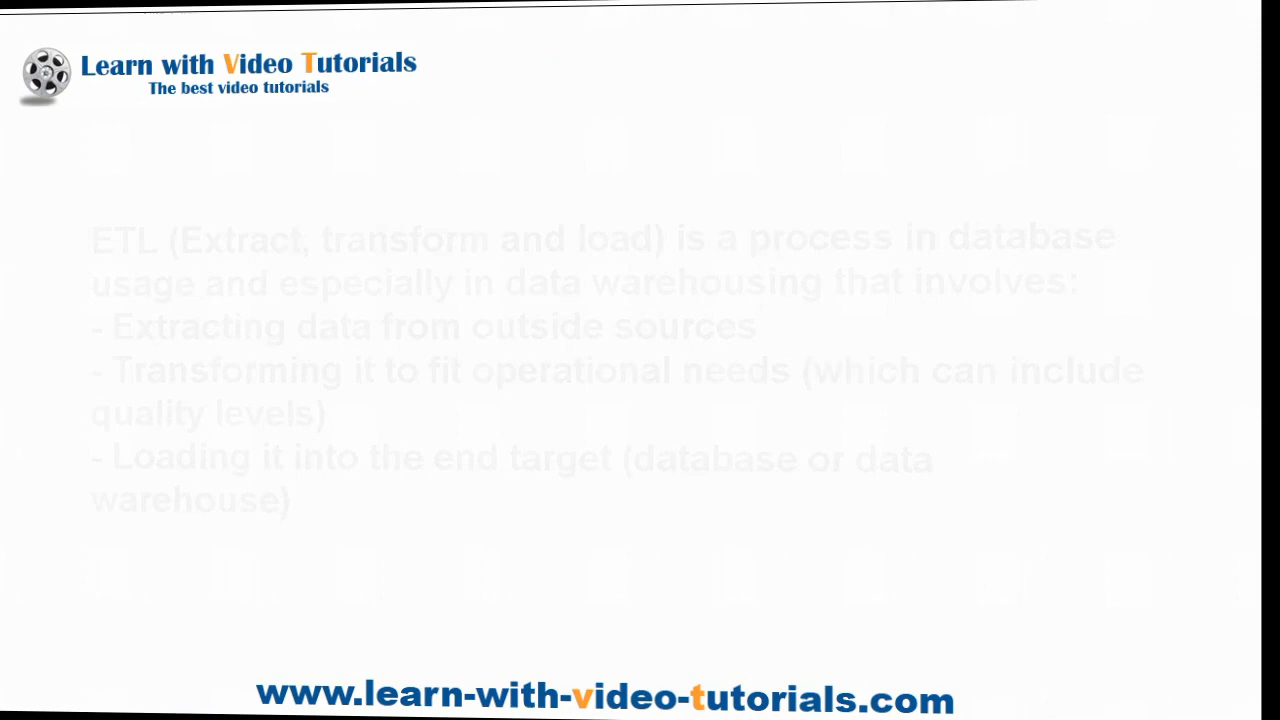 Learn with Video Tutorials
The best video tutorials
ETL (Extract, transform and load) is a process in database
usage and especially in data warehousing that involves:
- Extracting data from outside sources
- Transforming it to fit operational needs (which can include
quality levels)
- Loading it into the end target (database or data
warehouse)
www.learn-with-video-tutorials.com